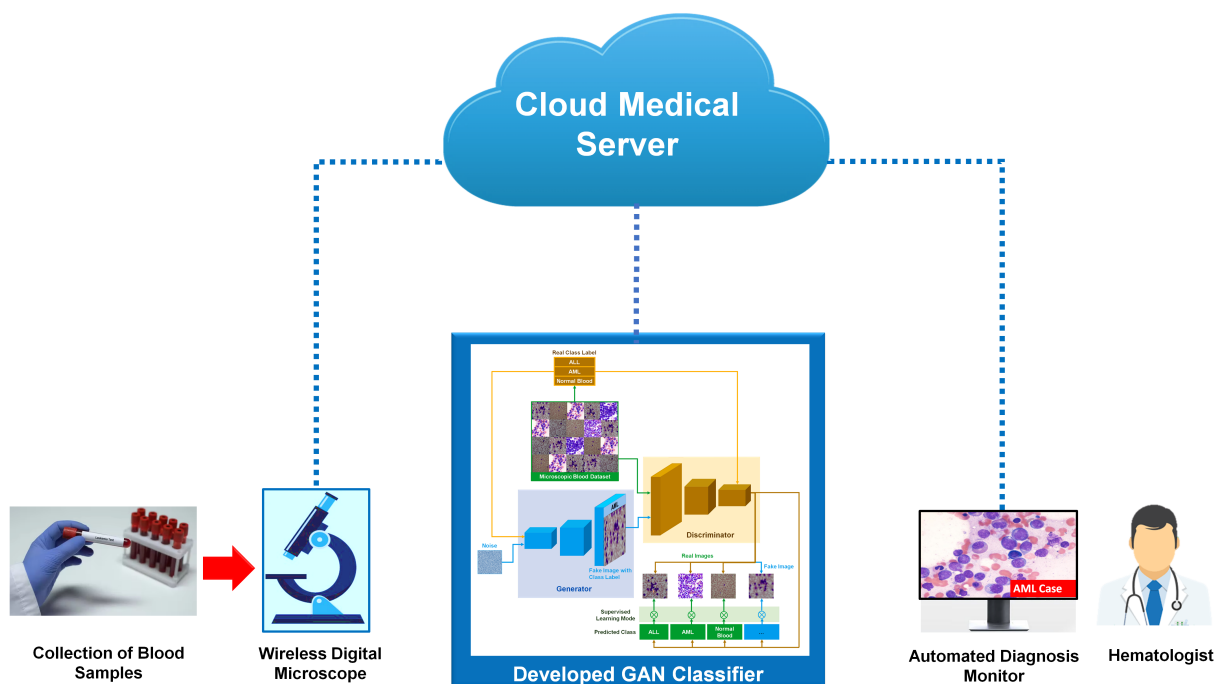 Cloud Medical
Server
Real Class Label
ALL
AML
Normal Blood
Microscopic Blood Dataset
AML
Noise
Fake Image with
Class Label
Generator
Discriminator
Real Images
Fake Image
Supervised
Learning Mode
Predicted Class
ALL
AML
Normal
Blood
...
Developed GAN Classifier
Collection of Blood
Samples
Wireless Digital
Microscope
AML Case
Automated Diagnosis
Monitor
Hematologist